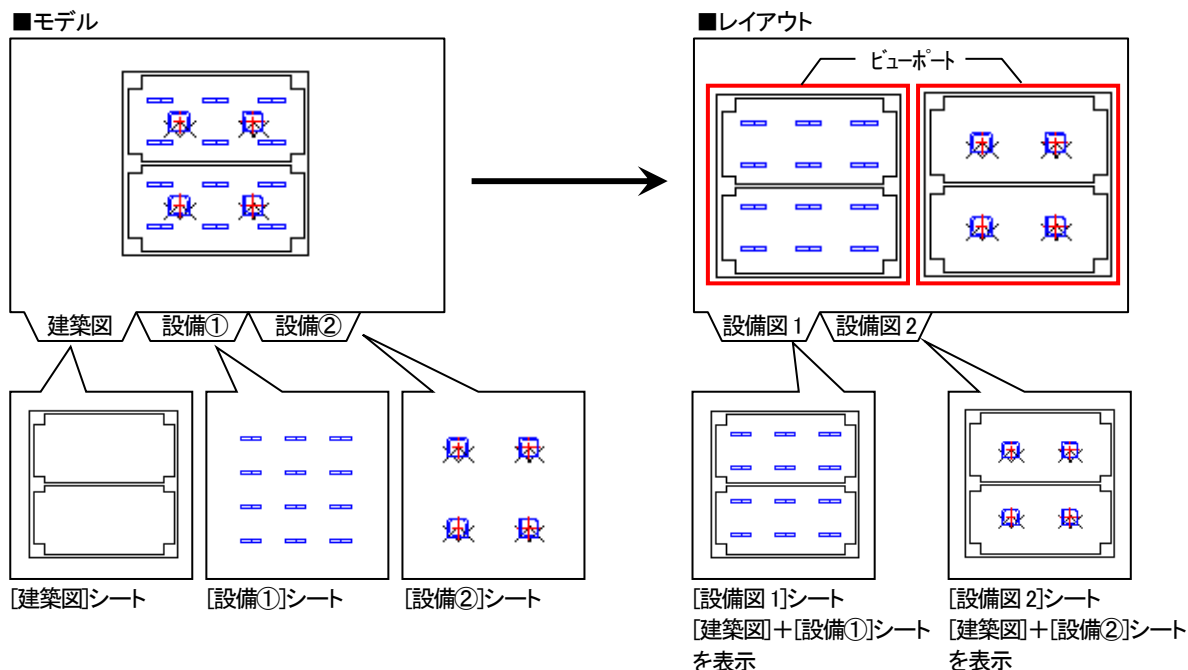 ■モデル
■レイアウト
ビューポート
建築図
設備①
設備②
設備図1
設備図2
[建築図]シート
[設備①]シート
[設備②]シート
[設備図1]シート
[建築図]＋[設備①]シート
を表示
[設備図2]シート
[建築図]＋[設備②]シート
を表示